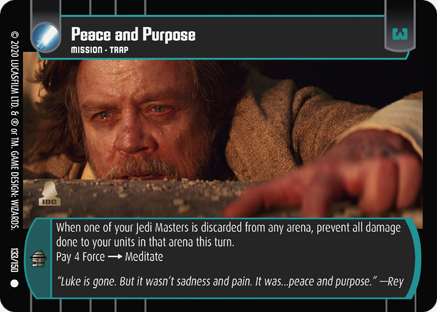 Peace and Purpose
MISSION - TRAP
© 2020 LUCASFILM LTD. & ® or TM. GAME DESIGN: WIZARDS.
133/150
IDC
When one of your Jedi Masters is discarded from any arena, prevent all damage
done to your units in that arena this turn.
Pay 4 Force → Meditate
“Luke is gone. But it wasn’t sadness and pain. It was...peace and purpose.” —Rey